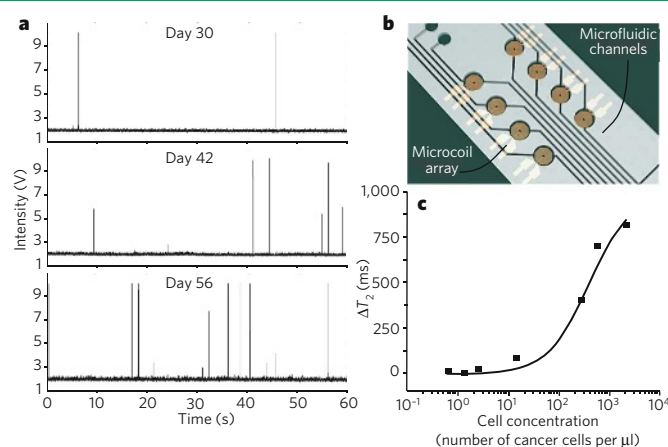 a
Day 30
9
7
5
3
1
Day 42
9
7
5
3
1
Day 56
9
7
5
3
1
Intensity (V)
0
10
20
30
40
50
60
Time (s)
b
Microfluidic
channels
Microcoil
array
c
1,000
750
500
250
0
ΔT₂ (ms)
10⁻¹
10⁰
10¹
10²
10³
10⁴
Cell concentration
(number of cancer cells per µl)